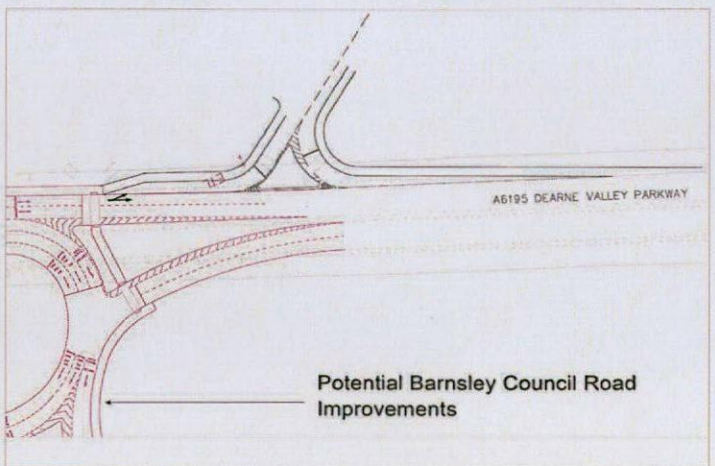 A6195 DEARNE VALLEY PARKWAY
Potential Barnsley Council Road
Improvements